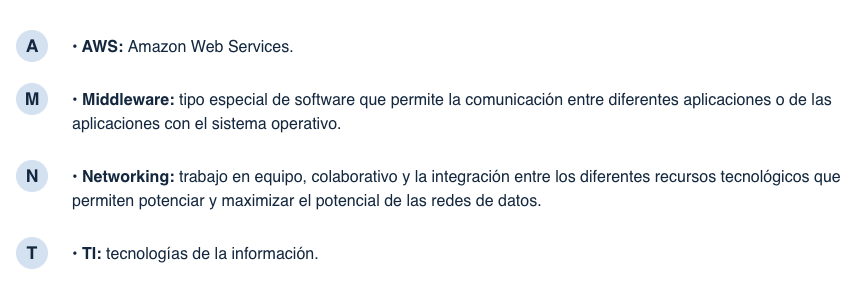 A • AWS: Amazon Web Services.
M • Middleware: tipo especial de software que permite la comunicación entre diferentes aplicaciones o de las
aplicaciones con el sistema operativo.
N • Networking: trabajo en equipo, colaborativo y la integración entre los diferentes recursos tecnológicos que
permiten potenciar y maximizar el potencial de las redes de datos.
T • TI: tecnologías de la información.